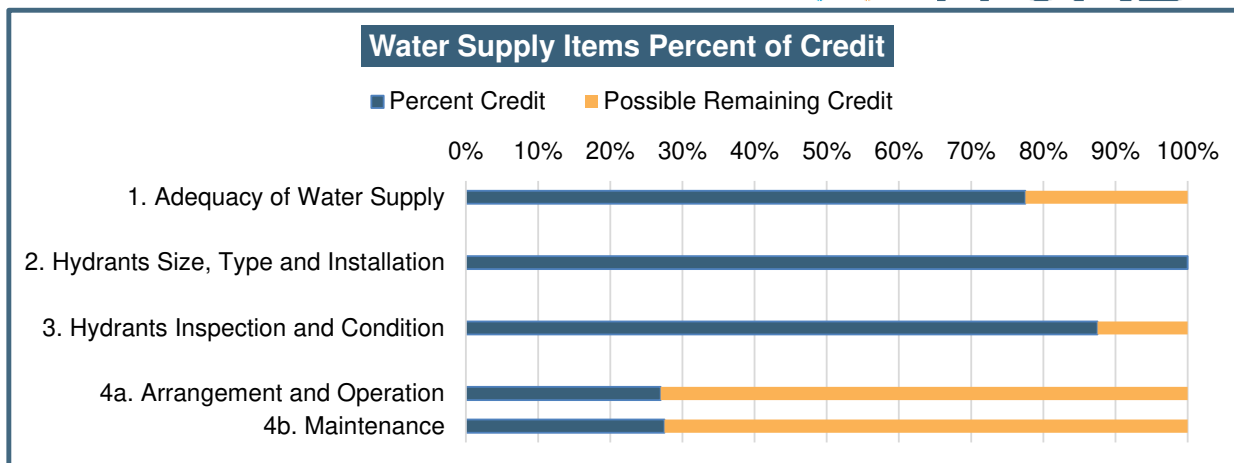 Water Supply Items Percent of Credit
Percent Credit Possible Remaining Credit
0% 10% 20% 30% 40% 50% 60% 70% 80% 90% 100%
1. Adequacy of Water Supply
2. Hydrants Size, Type and Installation
3. Hydrants Inspection and Condition
4a. Arrangement and Operation
4b. Maintenance